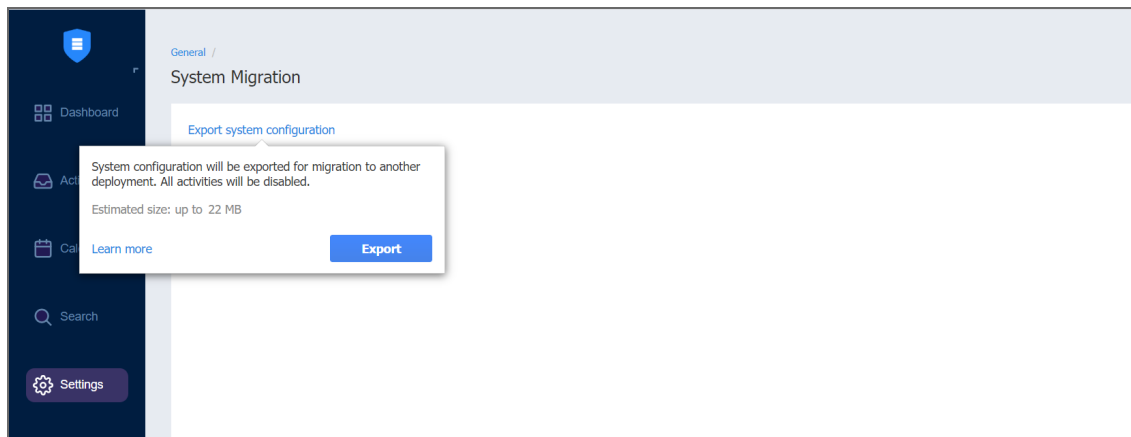 General /
System Migration
Dashboard
Export system configuration
System configuration will be exported for migration to another
deployment. All activities will be disabled.
Estimated size: up to 22 MB
Learn more
Export
Search
Settings